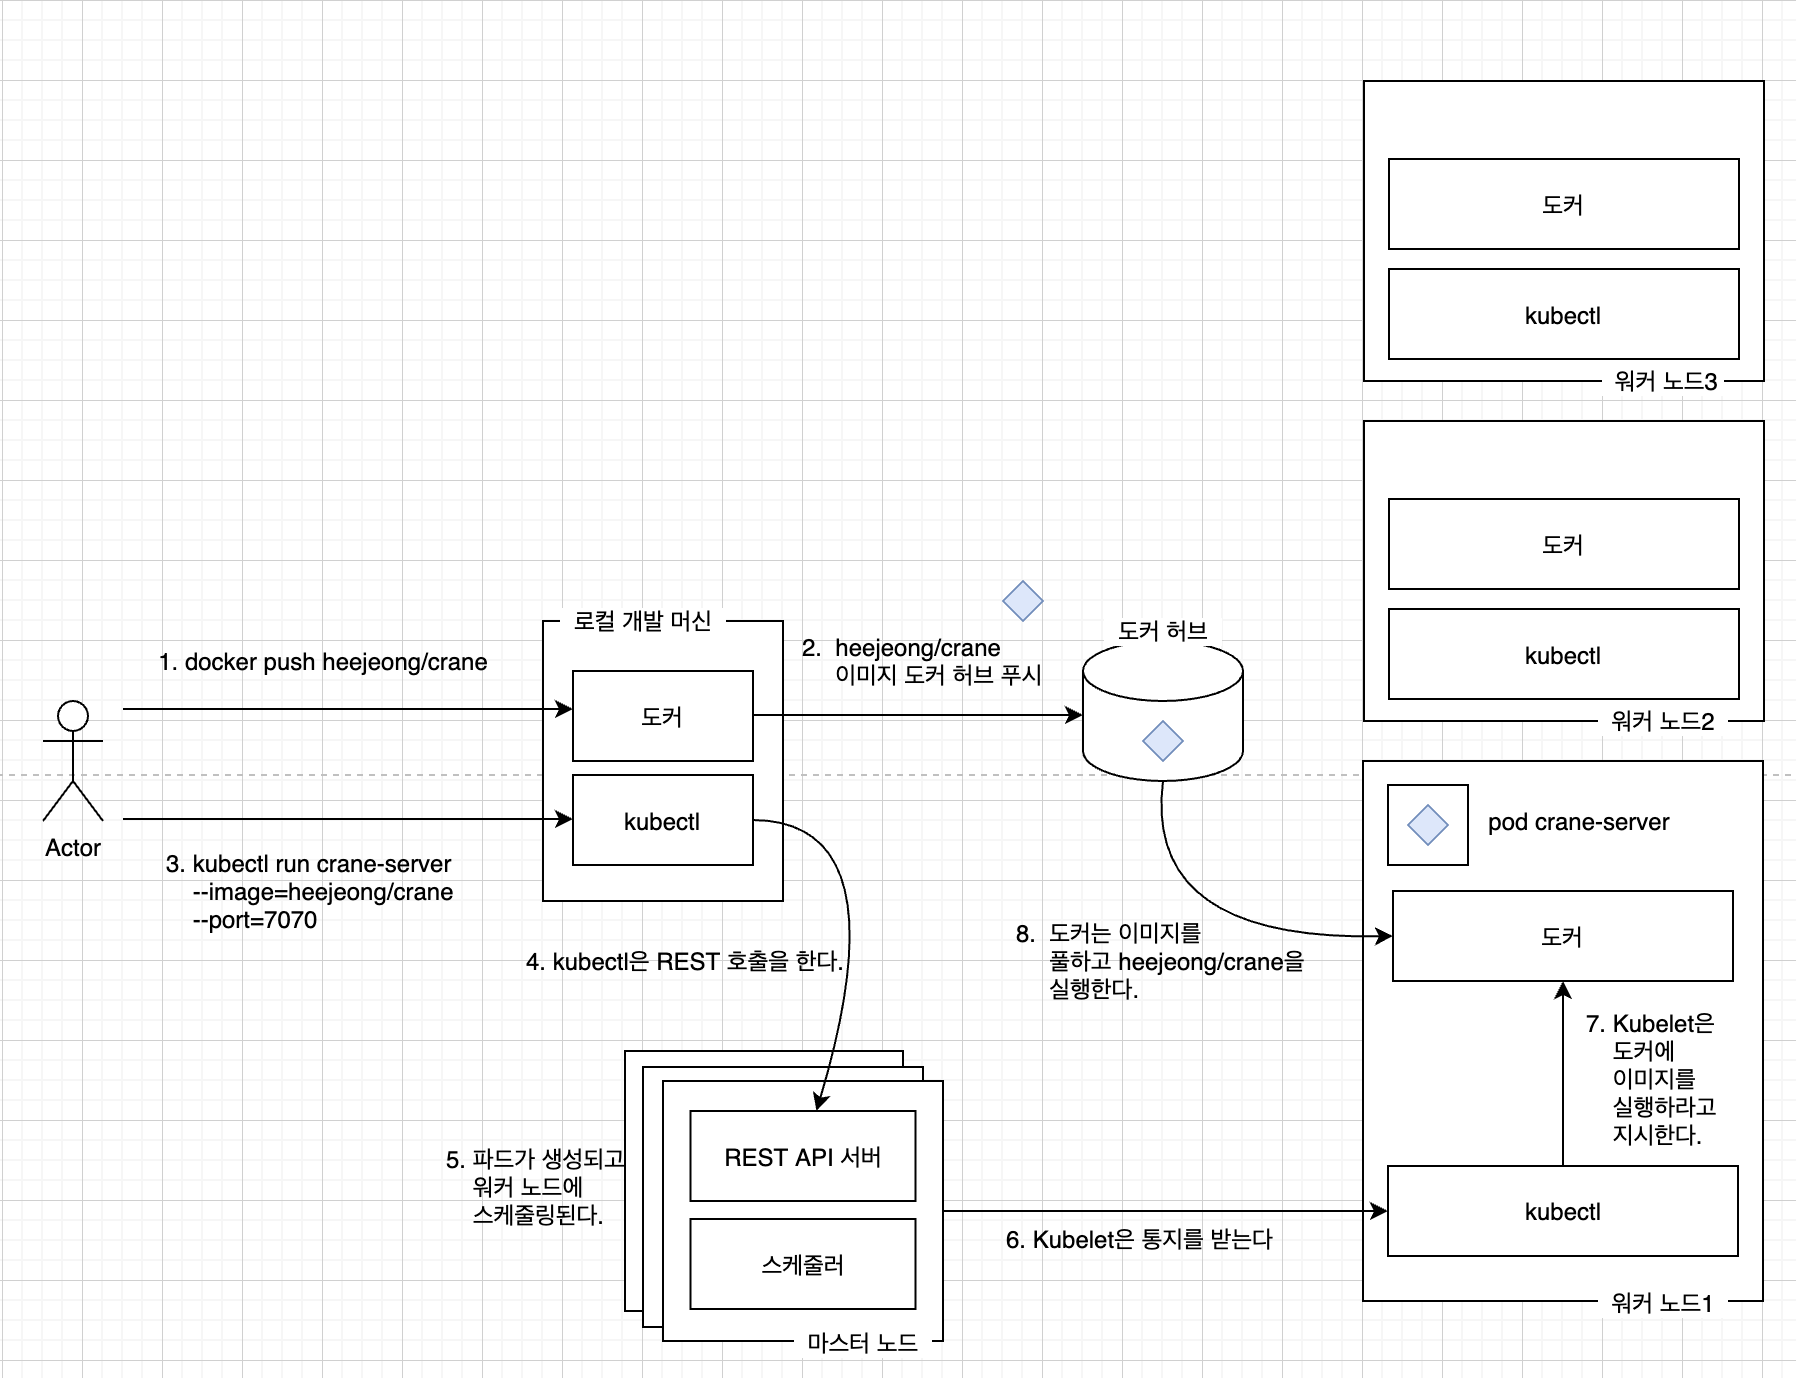 도커
kubectl
워커 노드3
도커
kubectl
워커 노드2
로컬 개발 머신
1. docker push heejeong/crane
도커
kubectl
2. heejeong/crane
이미지 도커 허브 푸시
도커 허브
Actor
3. kubectl run crane-server
--image=heejeong/crane
--port=7070
4. kubectl은 REST 호출을 한다.
5. 파드가 생성되고
워커 노드에
스케줄링된다.
REST API 서버
스케줄러
마스터 노드
6. Kubelet은 통지를 받는다
pod crane-server
도커
7. Kubelet은
도커에
이미지를
실행하라고
지시한다.
8. 도커는 이미지를
풀하고 heejeong/crane을
실행한다.
kubectl
워커 노드1